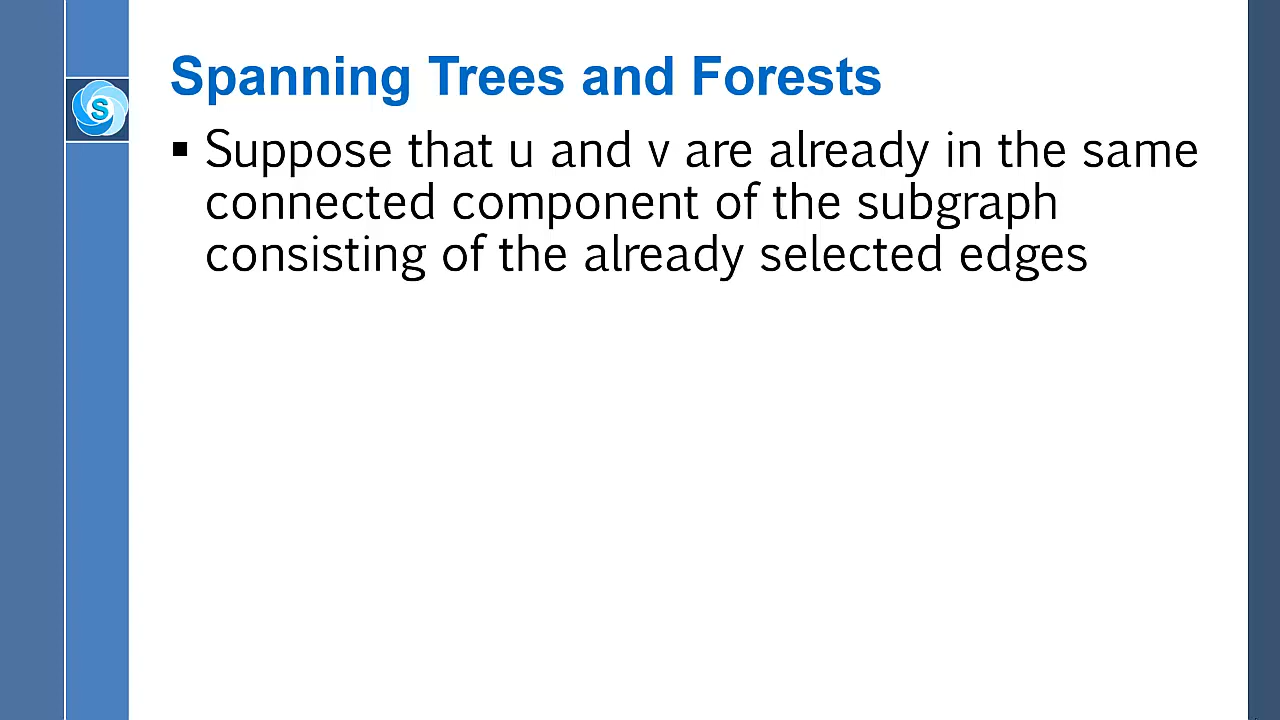 Spanning Trees and Forests
S
▪ Suppose that u and v are already in the same
connected component of the subgraph
consisting of the already selected edges